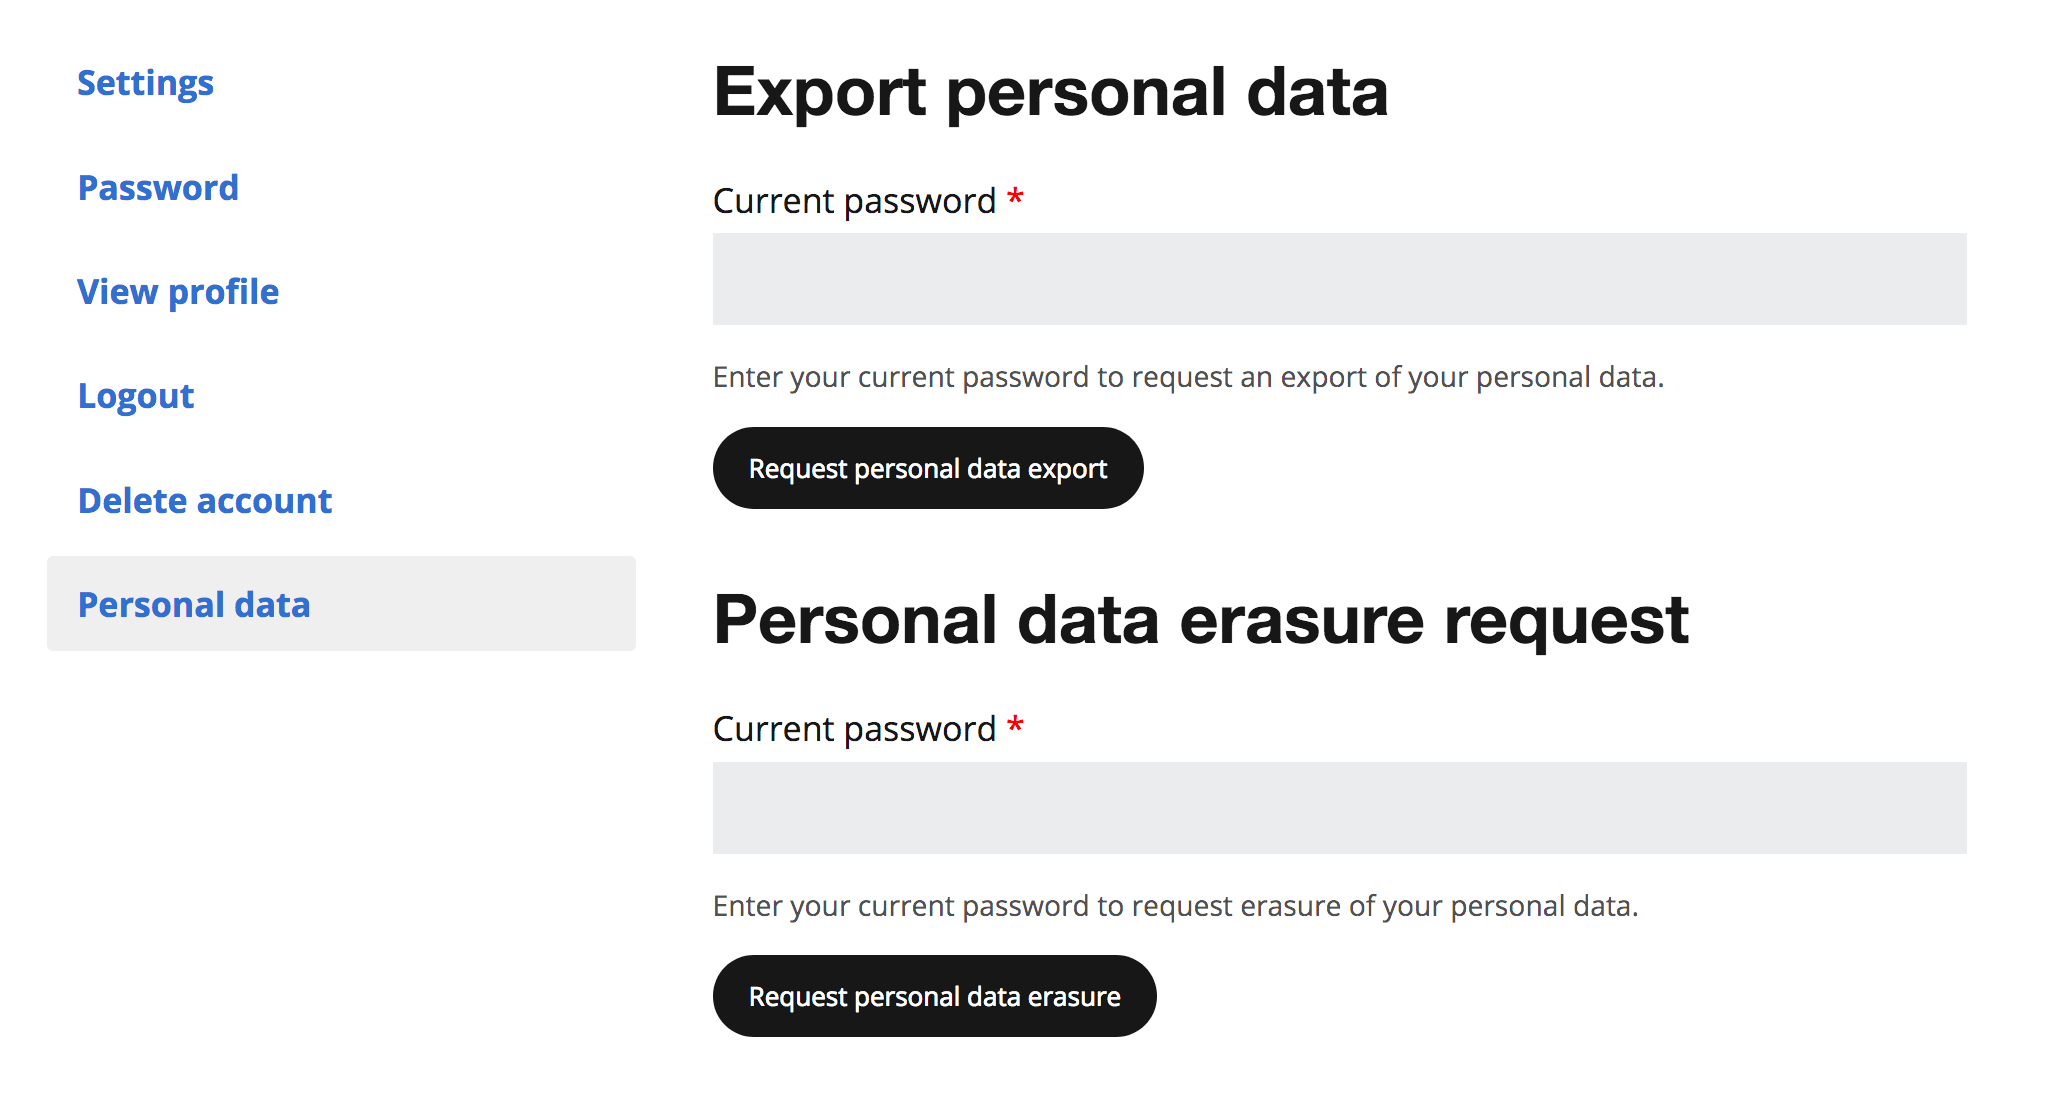 Settings
Password
View profile
Logout
Delete account
Personal data
Export personal data
Current password *
Enter your current password to request an export of your personal data.
Request personal data export
Personal data erasure request
Current password *
Enter your current password to request erasure of your personal data.
Request personal data erasure